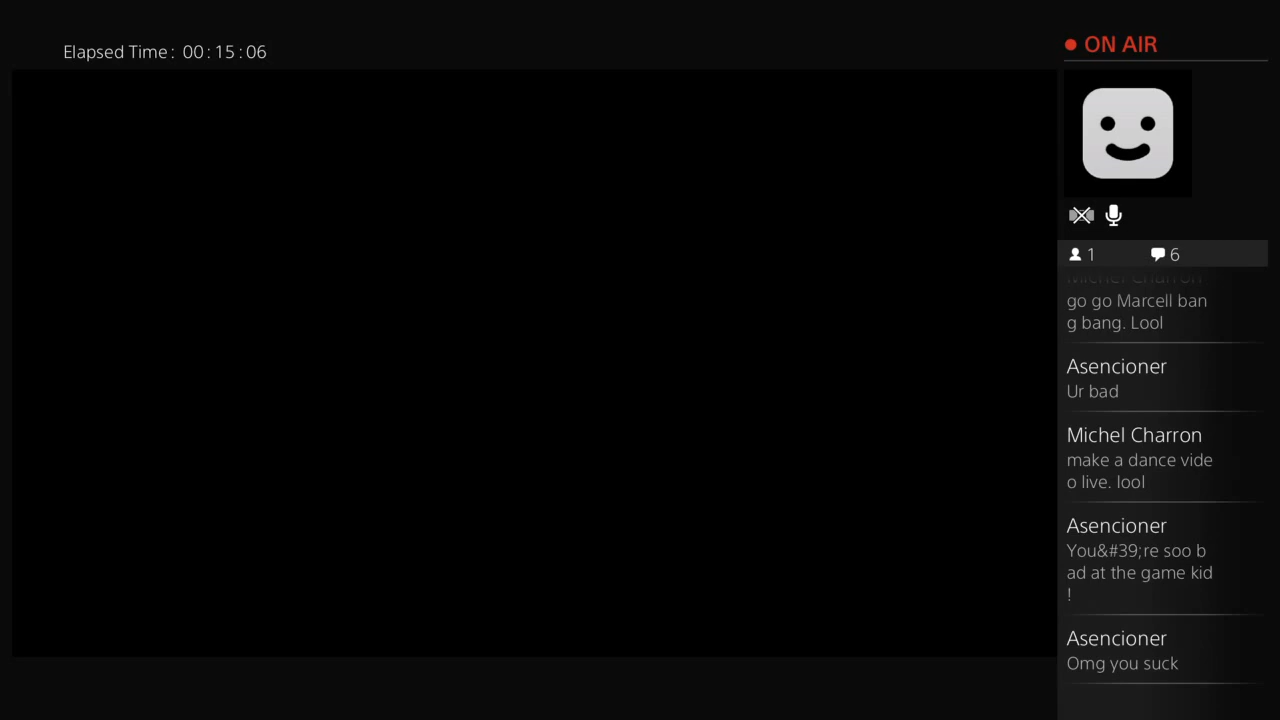 Elapsed Time: 00:15:06
ON AIR
1 6
Michel Charron
go go Marcell ban
g bang. Lool
Asencioner
Ur bad
Michel Charron
make a dance vide
o live. lool
Asencioner
You&#39;re soo b
ad at the game kid
!
Asencioner
Omg you suck